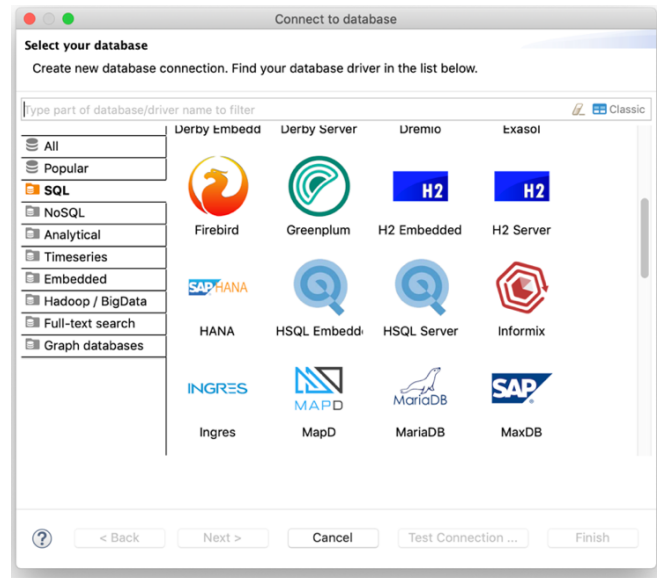 Connect to database
Select your database
Create new database connection. Find your database driver in the list below.
Type part of database/driver name to filter
Classic
All
Popular
SQL
NoSQL
Analytical
Timeseries
Embedded
Hadoop / BigData
Full-text search
Graph databases
Derby Embedd Derby Server Dremio Exasol
H2 H2
Firebird Greenplum H2 Embedded H2 Server
SAP HANA
HANA HSQL Embedd HSQL Server Informix
INGRES MAPD MariaDB SAP
Ingres MapD MariaDB MaxDB
? < Back Next > Cancel Test Connection ... Finish